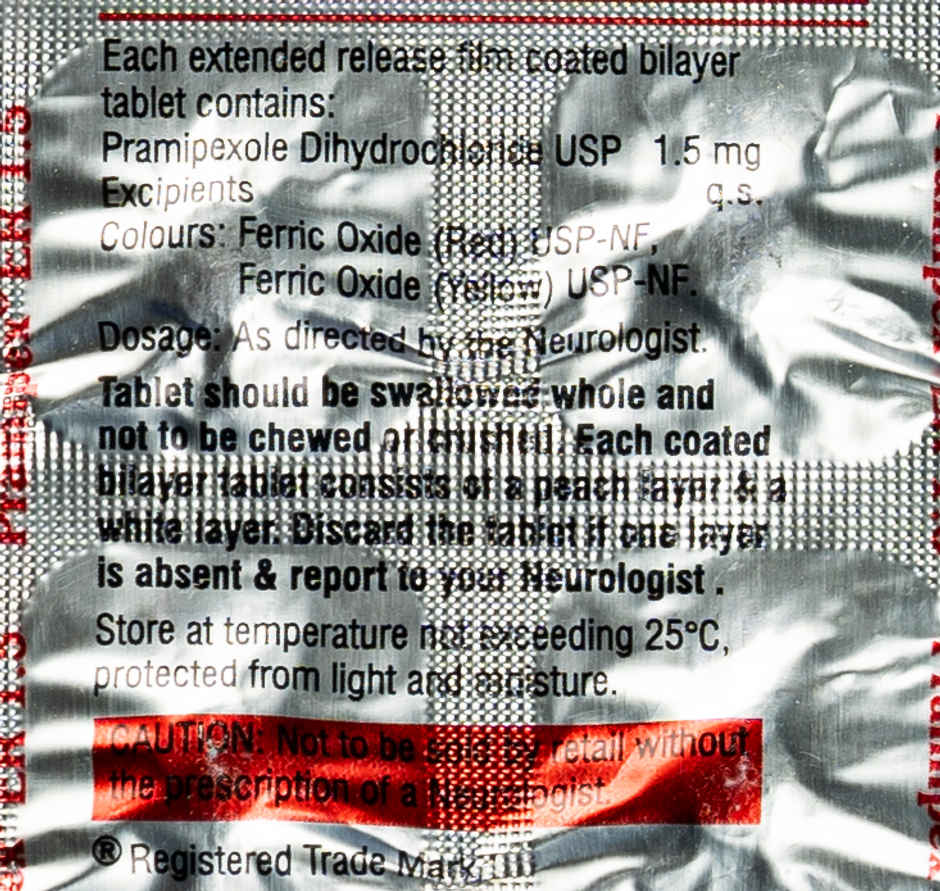 Each extended release film coated bilayer
tablet contains:
Pramipexole Dihydrochloride USP 1.5 mg
Excipients q.s.
Colours: Ferric Oxide (Red) USP-NF,
Ferric Oxide (Yellow) USP-NF.
Dosage: As directed by the Neurologist.
Tablet should be swallowed whole and
not to be chewed or crushed. Each coated
bilayer tablet consists of a peach layer & a
white layer. Discard the tablet if one layer
is absent & report to your Neurologist .
Store at temperature not exceeding 25°C,
protected from light and moisture.
CAUTION: Not to be sold by retail without
the prescription of a Neurologist.
® Registered Trade Mark